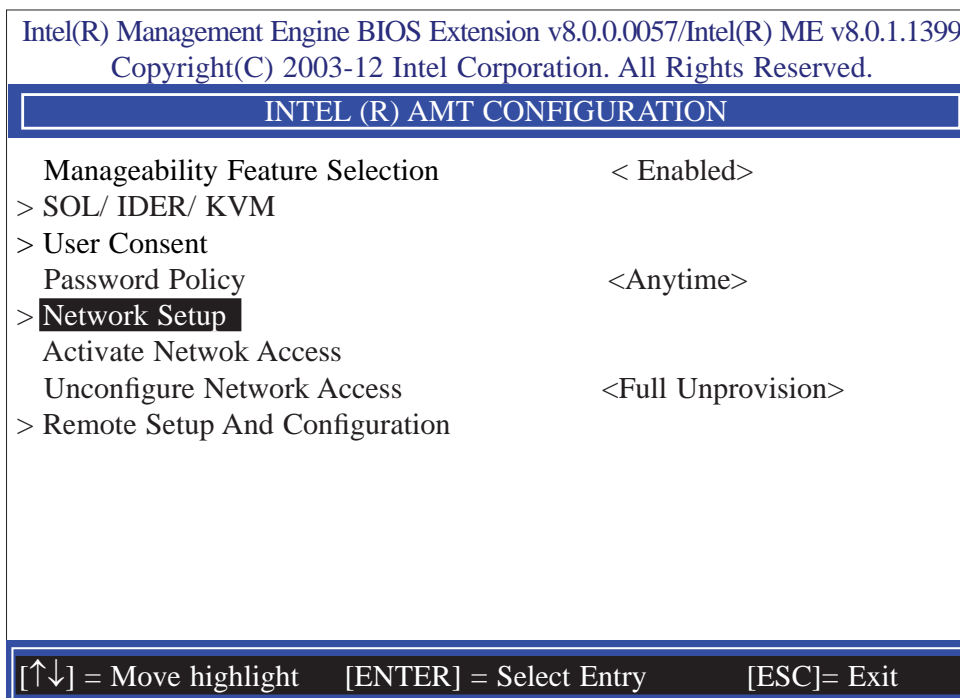 Intel(R) Management Engine BIOS Extension v8.0.0.0057/Intel(R) ME v8.0.1.1399
Copyright(C) 2003-12 Intel Corporation. All Rights Reserved.
INTEL (R) AMT CONFIGURATION
Manageability Feature Selection < Enabled>
> SOL/ IDER/ KVM
> User Consent
Password Policy <Anytime>
> Network Setup
Activate Netwok Access
Unconfigure Network Access <Full Unprovision>
> Remote Setup And Configuration
[↑↓] = Move highlight [ENTER] = Select Entry [ESC]= Exit